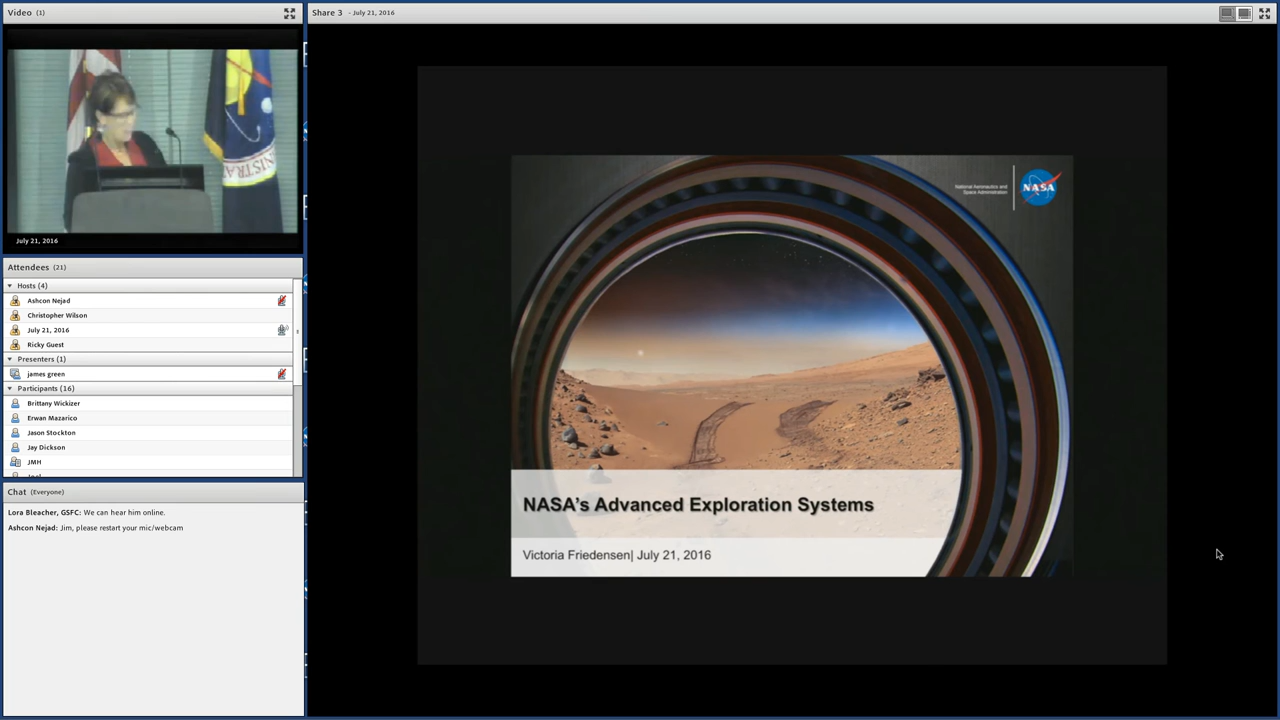 Video (1)
Share 3 - July 21, 2016
July 21, 2016
Attendees (21)
Hosts (4)
Ashcon Nejad
Christopher Wilson
July 21, 2016
Ricky Guest
Presenters (1)
james green
Participants (16)
Brittany Wickizer
Erwan Mazarico
Jason Stockton
Jay Dickson
JMH
Chat (Everyone)
Lora Bleacher, GSFC: We can hear him online.
Ashcon Nejad: Jim, please restart your mic/webcam
National Aeronautics and
Space Administration
NASA
NASA's Advanced Exploration Systems
Victoria Friedensen| July 21, 2016